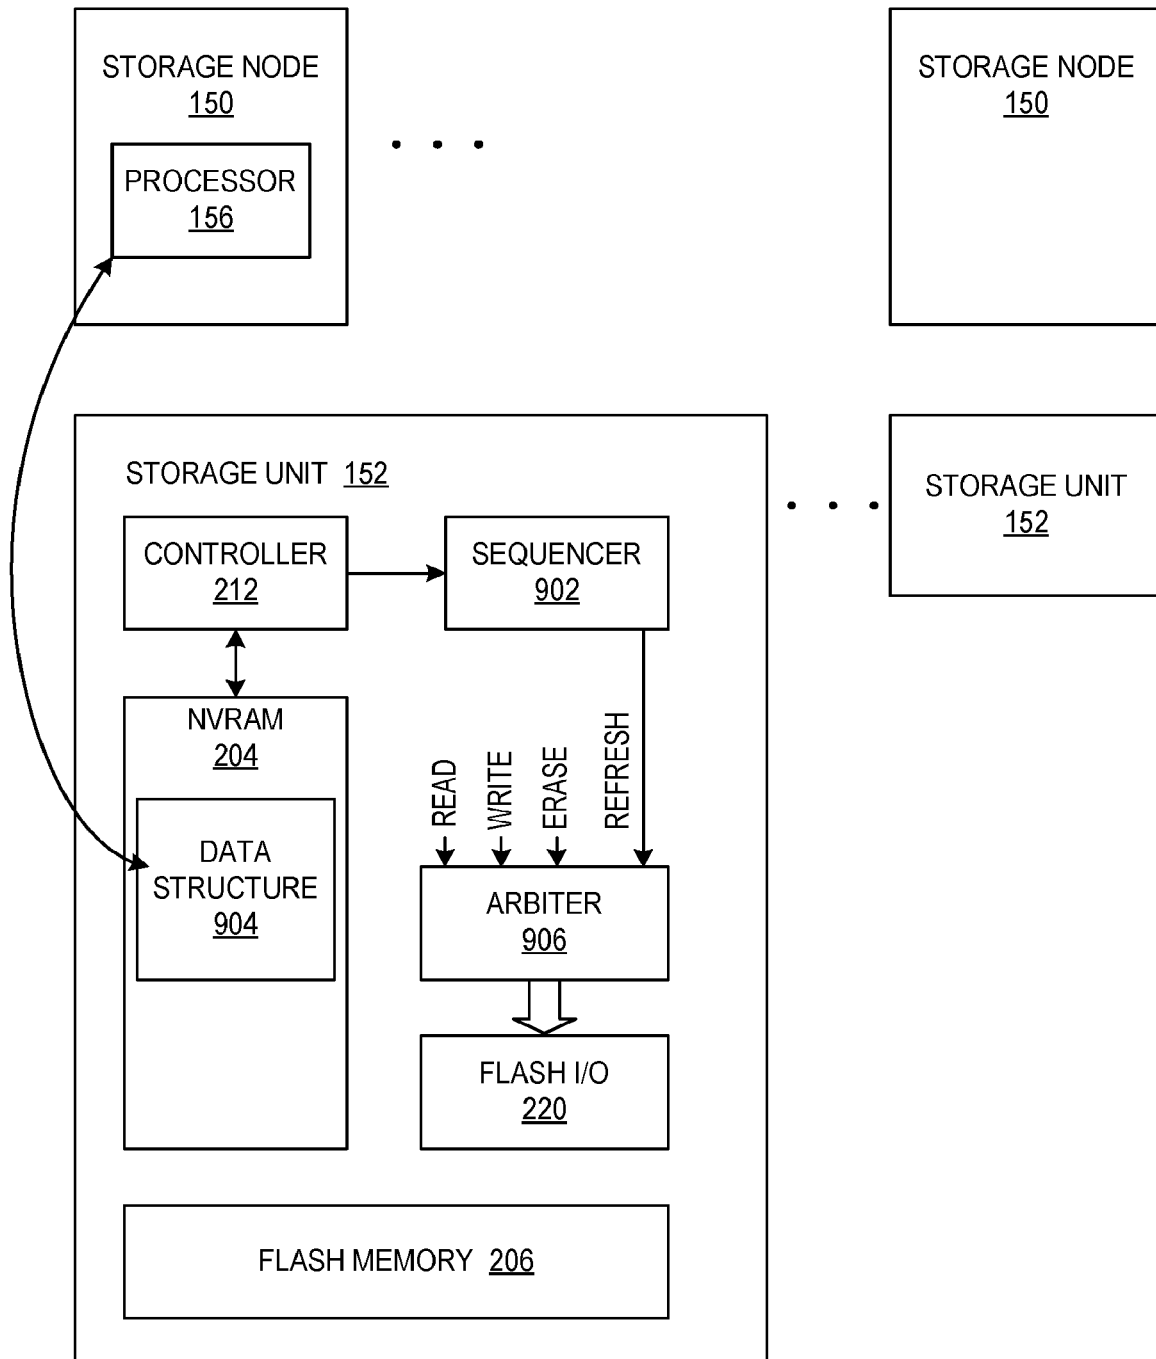 STORAGE NODE
150
PROCESSOR
156
STORAGE NODE
150
STORAGE UNIT 152
CONTROLLER
212
SEQUENCER
902
NVRAM
204
DATA
STRUCTURE
904
READ
WRITE
ERASE
REFRESH
ARBITER
906
FLASH I/O
220
FLASH MEMORY 206
STORAGE UNIT
152